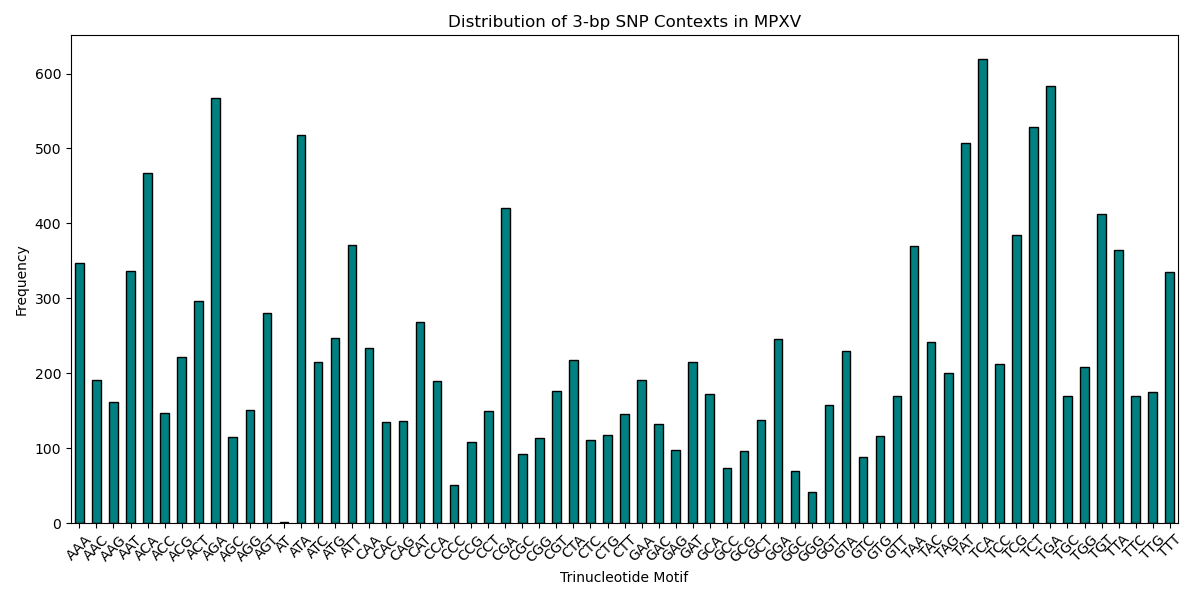 Distribution of 3-bp SNP Contexts in MPXV
Frequency
600
500
400
300
200
100
0
AAA AAC AAG AAT ACA ACC ACG ACT AGA AGC AGG AGT AT ATA ATC ATG ATT CAA CAC CAG CAT CCA CCC CCG CCT CGA CGC CGG CGT CTA CTC CTG CTT GAA GAC GAG GAT GCA GCC GCG GCT GGA GGC GGG GGT GTA GTC GTG GTT TAA TAC TAG TAT TCA TCC TCG TCT TGA TGC TGG TGT TTA TTC TTG TTT
Trinucleotide Motif